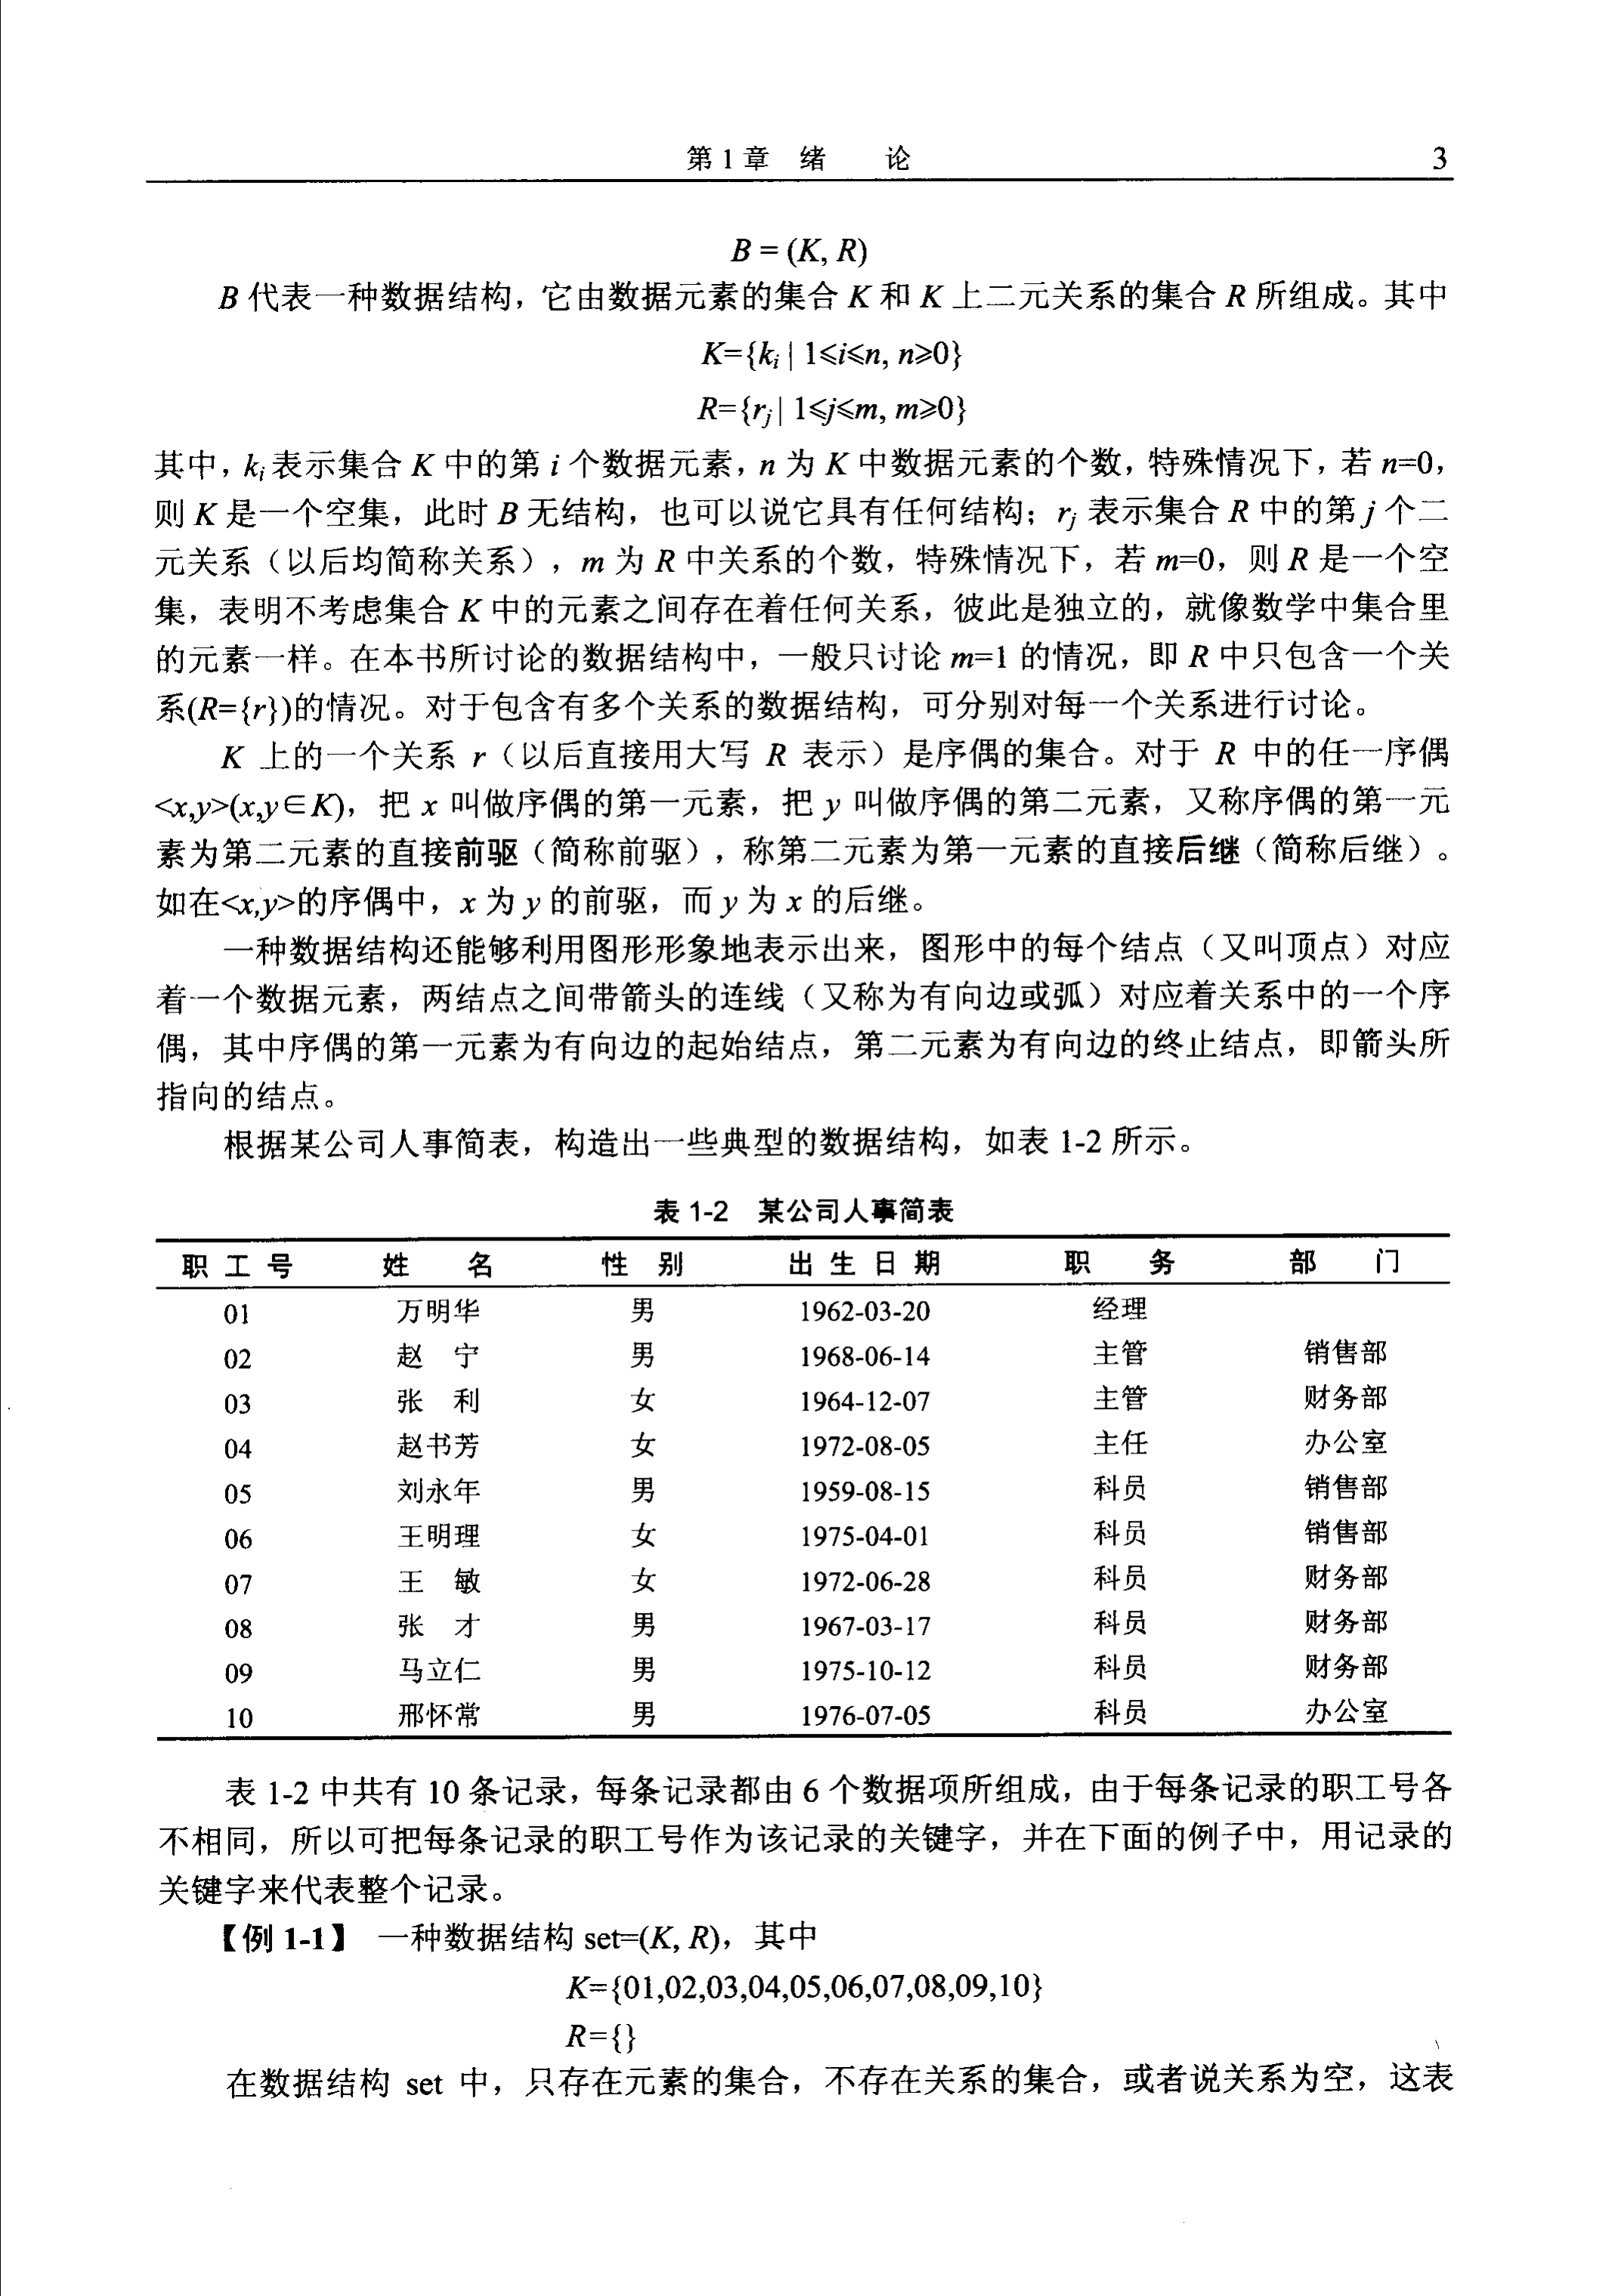 第1章 绪 论 3
B = (K, R)
B 代表一种数据结构，它由数据元素的集合 K 和 K 上二元关系的集合 R 所组成。其中
K={kᵢ | 1≤i≤n, n≥0}
R={rⱼ | 1≤j≤m, m≥0}
其中，kᵢ表示集合 K 中的第 i 个数据元素，n 为 K 中数据元素的个数，特殊情况下，若 n=0，
则 K 是一个空集，此时 B 无结构，也可以说它具有任何结构；rⱼ 表示集合 R 中的第 j 个二
元关系（以后均简称关系），m 为 R 中关系的个数，特殊情况下，若 m=0，则 R 是一个空
集，表明不考虑集合 K 中的元素之间存在着任何关系，彼此是独立的，就像数学中集合里
的元素一样。在本书所讨论的数据结构中，一般只讨论 m=1 的情况，即 R 中只包含一个关
系(R={r})的情况。对于包含有多个关系的数据结构，可分别对每一个关系进行讨论。
K 上的一个关系 r（以后直接用大写 R 表示）是序偶的集合。对于 R 中的任一序偶
<x,y>(x,y∈K)，把 x 叫做序偶的第一元素，把 y 叫做序偶的第二元素，又称序偶的第一元
素为第二元素的直接前驱（简称前驱），称第二元素为第一元素的直接后继（简称后继）。
如在<x,y>的序偶中，x 为 y 的前驱，而 y 为 x 的后继。
一种数据结构还能够利用图形形象地表示出来，图形中的每个结点（又叫顶点）对应
着一个数据元素，两结点之间带箭头的连线（又称为有向边或弧）对应着关系中的一个序
偶，其中序偶的第一元素为有向边的起始结点，第二元素为有向边的终止结点，即箭头所
指向的结点。
根据某公司人事简表，构造出一些典型的数据结构，如表 1-2 所示。
表 1-2 某公司人事简表
职工号 姓 名 性 别 出生日期 职 务 部 门
01 万明华 男 1962-03-20 经理
02 赵 宁 男 1968-06-14 主管 销售部
03 张 利 女 1964-12-07 主管 财务部
04 赵书芳 女 1972-08-05 主任 办公室
05 刘永年 男 1959-08-15 科员 销售部
06 王明理 女 1975-04-01 科员 销售部
07 王 敏 女 1972-06-28 科员 财务部
08 张 才 男 1967-03-17 科员 财务部
09 马立仁 男 1975-10-12 科员 财务部
10 邢怀常 男 1976-07-05 科员 办公室
表 1-2 中共有 10 条记录，每条记录都由 6 个数据项所组成，由于每条记录的职工号各
不相同，所以可把每条记录的职工号作为该记录的关键字，并在下面的例子中，用记录的
关键字来代表整个记录。
【例 1-1】 一种数据结构 set=(K, R)，其中
K={01,02,03,04,05,06,07,08,09,10}
R={}
在数据结构 set 中，只存在元素的集合，不存在关系的集合，或者说关系为空，这表